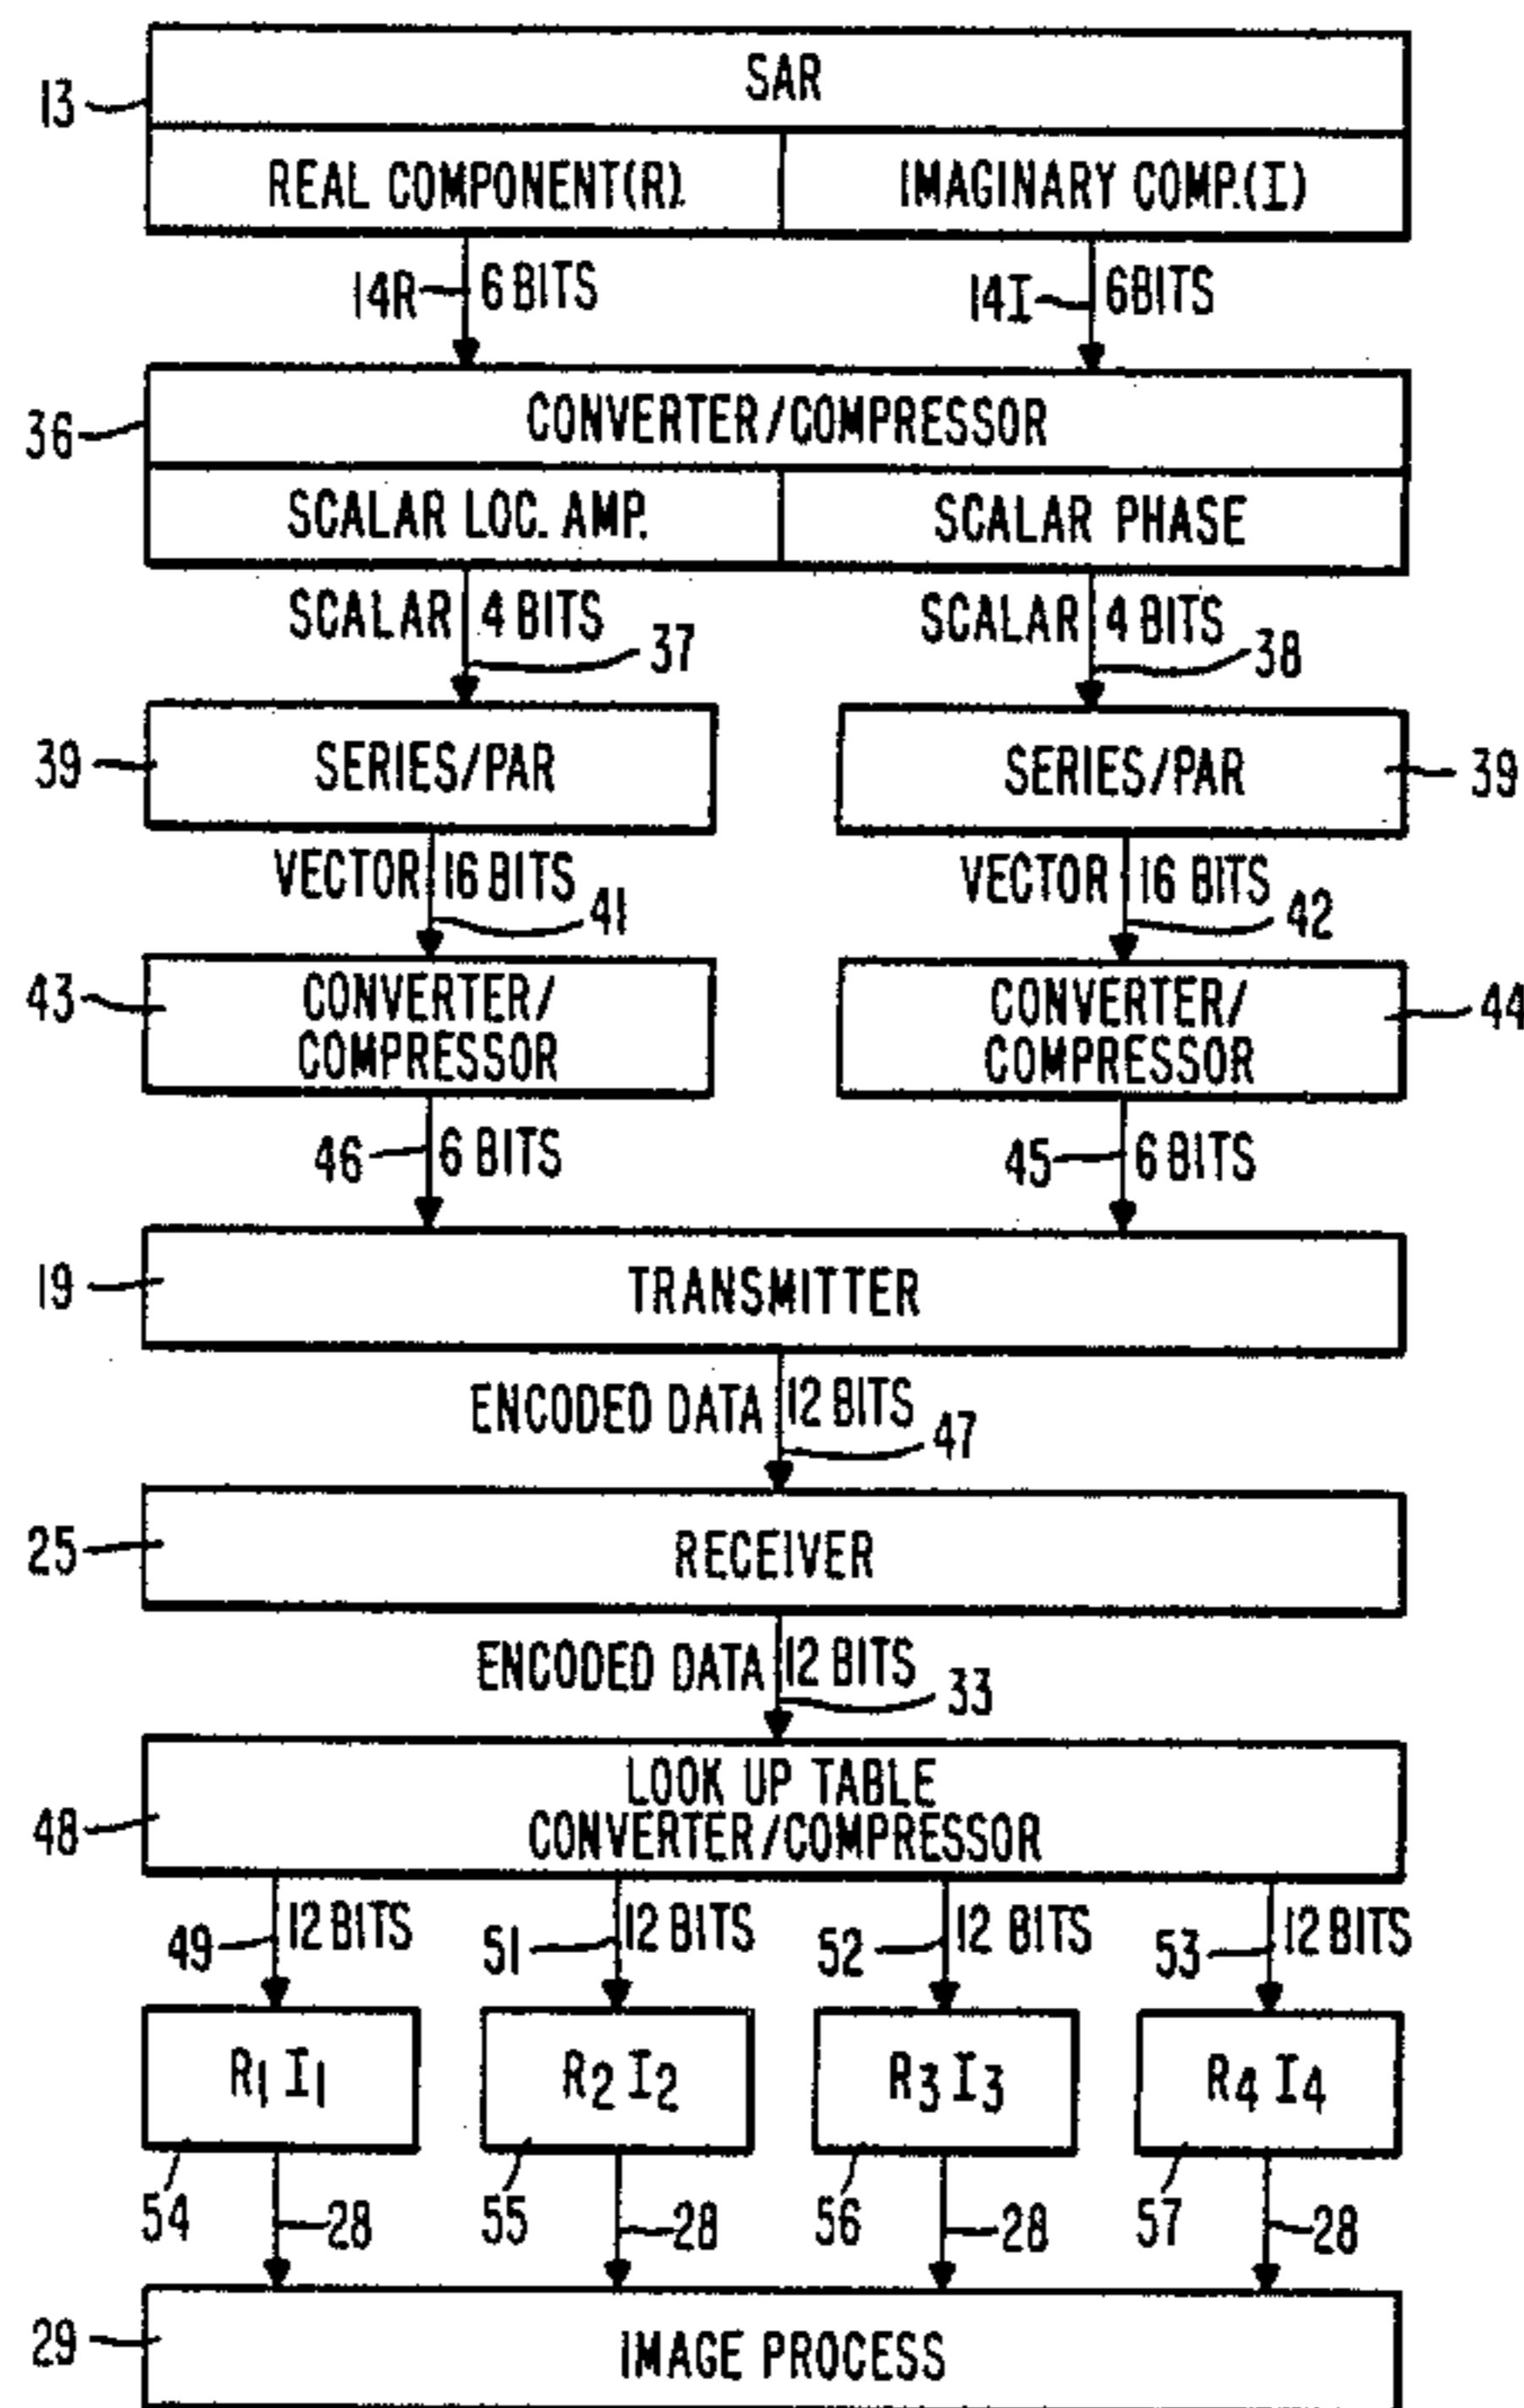 SAR
13
REAL COMPONENT(R)
IMAGINARY COMP.(I)
14R
6 BITS
14I
6BITS
CONVERTER/COMPRESSOR
36
SCALAR LOC. AMP.
SCALAR PHASE
SCALAR
4 BITS
37
SCALAR
4 BITS
38
39
SERIES/PAR
SERIES/PAR
39
VECTOR
16 BITS
41
VECTOR
16 BITS
42
43
CONVERTER/
COMPRESSOR
CONVERTER/
COMPRESSOR
44
46
6 BITS
45
6 BITS
19
TRANSMITTER
ENCODED DATA
12 BITS
47
25
RECEIVER
ENCODED DATA
12 BITS
33
48
LOOK UP TABLE
CONVERTER/COMPRESSOR
49
12 BITS
51
12 BITS
52
12 BITS
53
12 BITS
R1 I1
R2 I2
R3 I3
R4 I4
54
28
55
28
56
28
57
28
29
IMAGE PROCESS